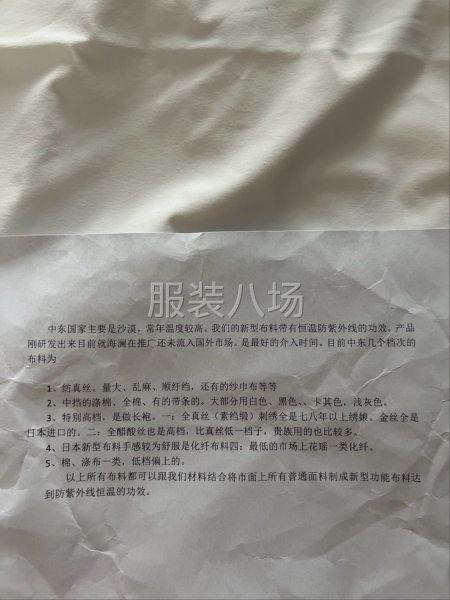 服装八场
中东国家主要是沙漠，常年温度较高。我们的新型布料带有恒温防紫外线的功效。产品
刚研发出来目前就海澜在推广还未流入国外市场。是最好的介入时间。目前中东几个档次的
布料为
1、纺真丝。量大、乱麻、顺纡绉，还有的纱巾布等等
2、中挡的涤棉、全棉、有的带条的。大部分用白色、黑色、、卡其色，浅灰色。
3、特别高档，是做长袍。一：全真丝（素绉缎）刺绣全是七八年以上绣娘。金丝全是
日本进口的。二：全醋酸丝也是高档，比真丝低一档子，贵族用的也比较多。
4、日本新型布料手感较为舒服是化纤布料四：最低的市场上花瑶一类化纤。
5、棉、涤布一类，低档偏上的。
以上所有布料都可以跟我们材料结合将市面上所有普通面料制成新型功能布料达
到防紫外线恒温的功效。